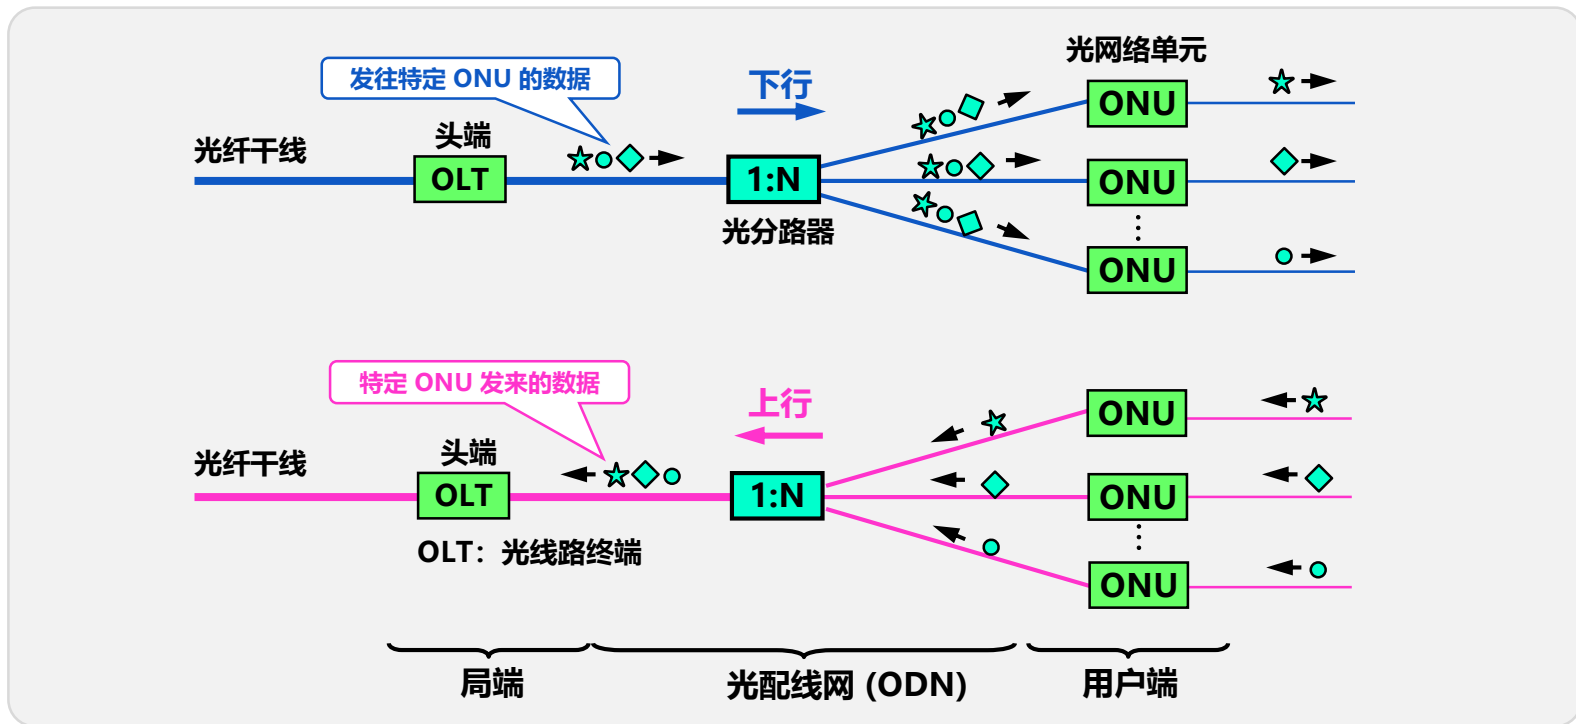 光网络单元
发往特定 ONU 的数据
下行
ONU
头端
光纤干线
OLT
1:N
ONU
光分路器
ONU
特定 ONU 发来的数据
上行
ONU
头端
光纤干线
OLT
1:N
ONU
OLT：光线路终端
ONU
局端
光配线网 (ODN)
用户端